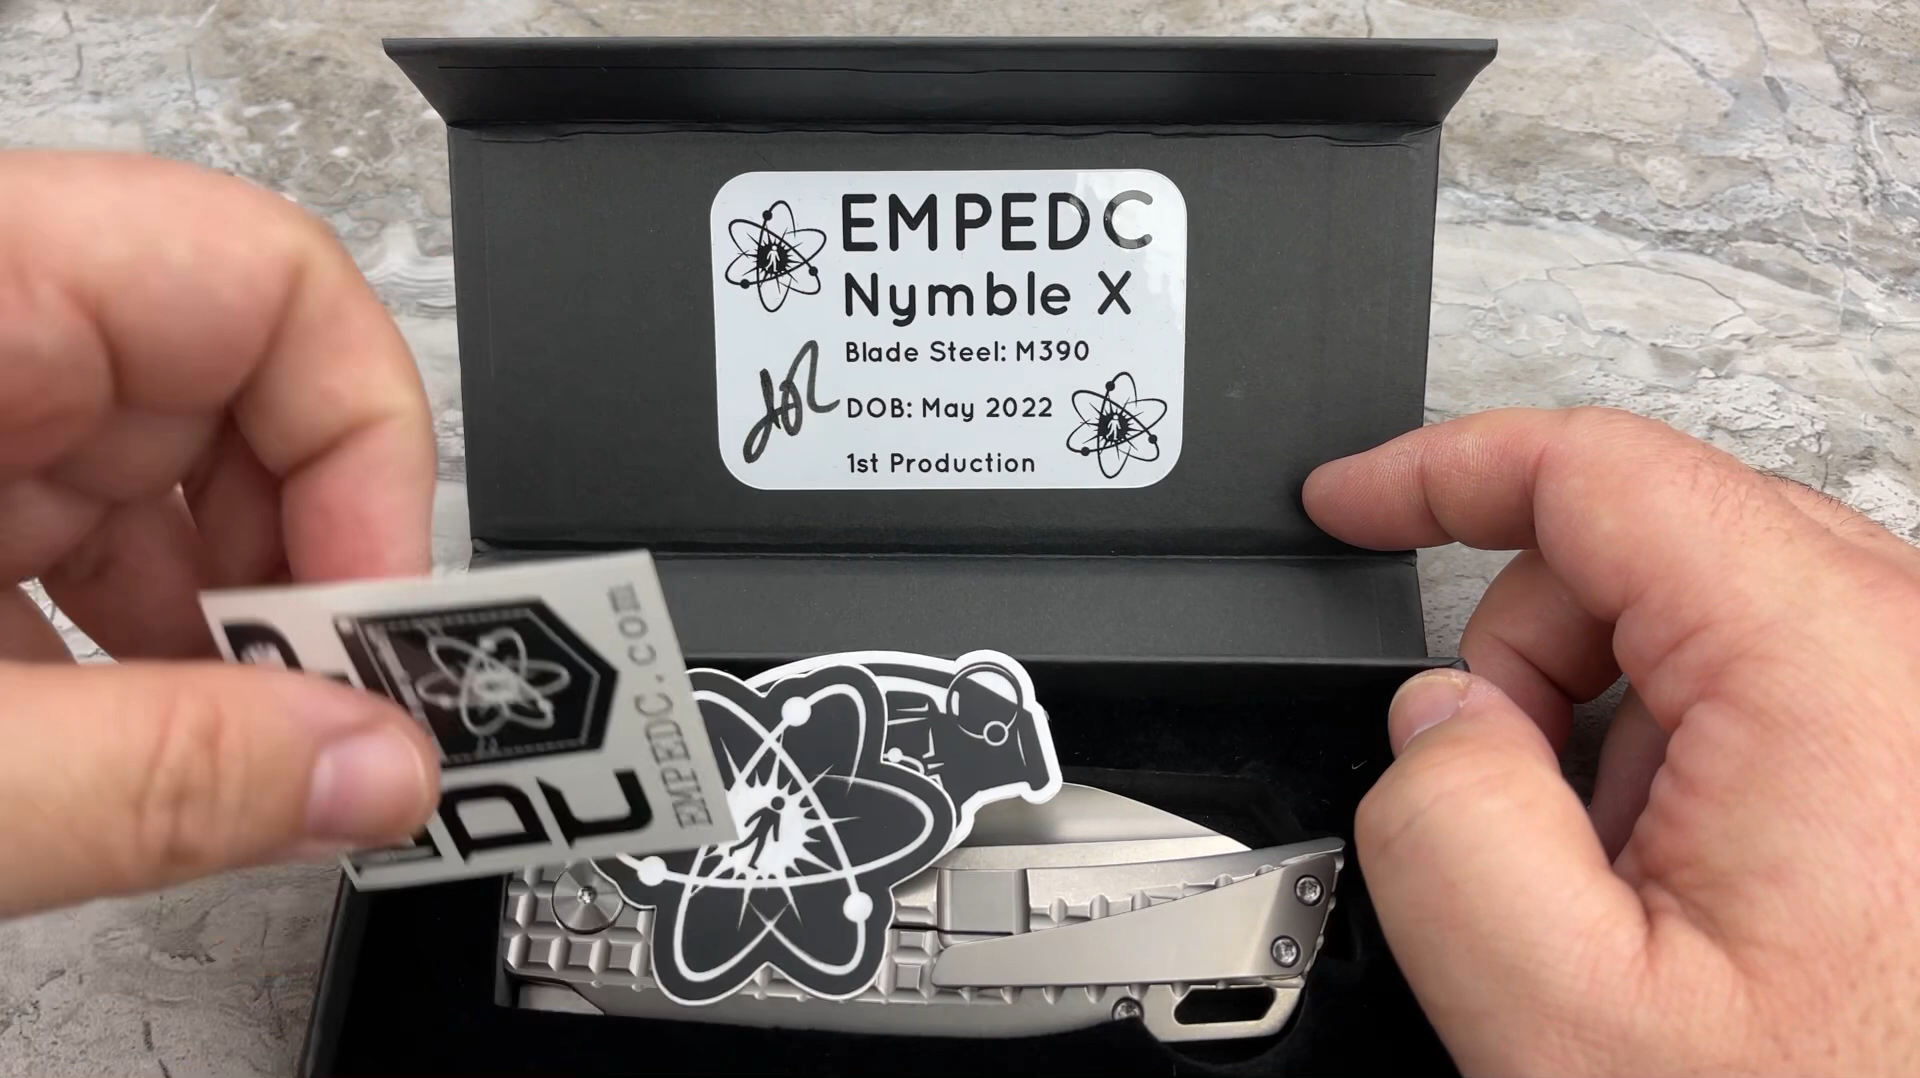 EMPEDC
Nymble X
Blade Steel: M390
DOB: May 2022
1st Production
EMPEDC.com